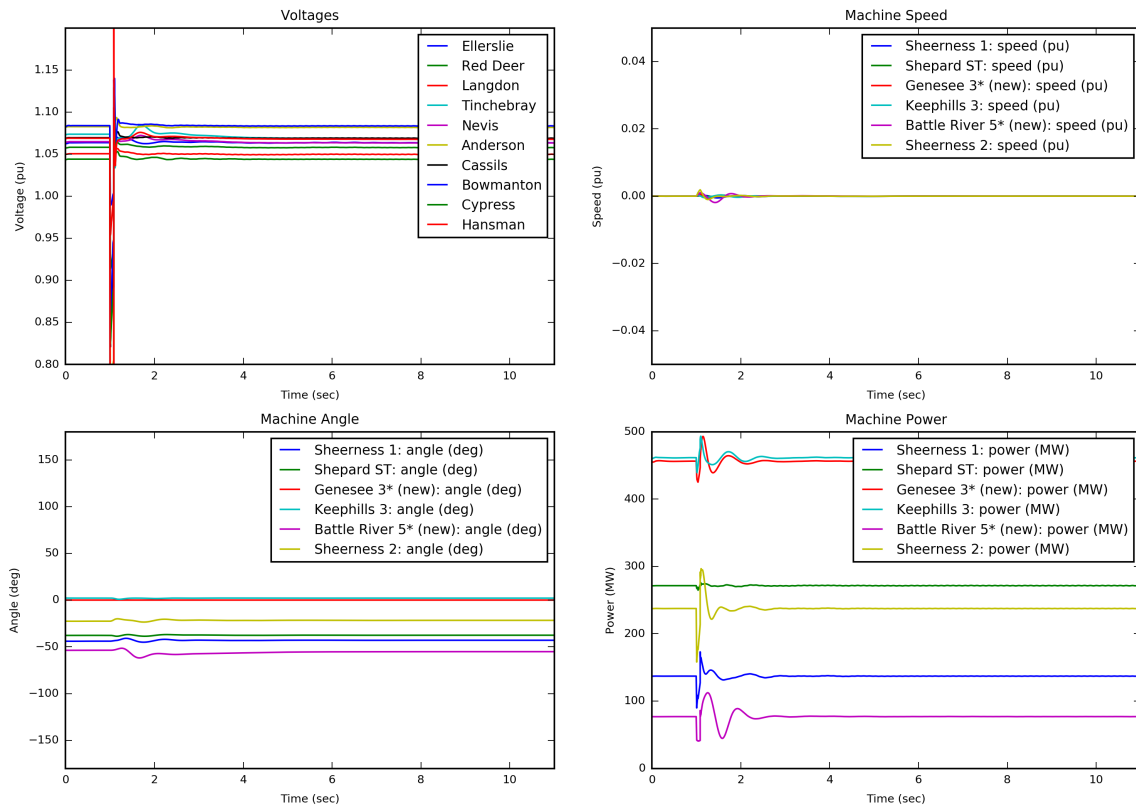 Voltages
1.15
1.10
1.05
1.00
0.95
0.90
0.85
0.80
Voltage (pu)
0
2
4
6
8
10
Time (sec)
Ellerslie
Red Deer
Langdon
Tinchebray
Nevis
Anderson
Cassils
Bowmanton
Cypress
Hansman
Machine Speed
0.04
0.02
0.00
−0.02
−0.04
Speed (pu)
0
2
4
6
8
10
Time (sec)
Sheerness 1: speed (pu)
Shepard ST: speed (pu)
Genesee 3* (new): speed (pu)
Keephills 3: speed (pu)
Battle River 5* (new): speed (pu)
Sheerness 2: speed (pu)
Machine Angle
150
100
50
0
−50
−100
−150
Angle (deg)
0
2
4
6
8
10
Time (sec)
Sheerness 1: angle (deg)
Shepard ST: angle (deg)
Genesee 3* (new): angle (deg)
Keephills 3: angle (deg)
Battle River 5* (new): angle (deg)
Sheerness 2: angle (deg)
Machine Power
500
400
300
200
100
0
Power (MW)
0
2
4
6
8
10
Time (sec)
Sheerness 1: power (MW)
Shepard ST: power (MW)
Genesee 3* (new): power (MW)
Keephills 3: power (MW)
Battle River 5* (new): power (MW)
Sheerness 2: power (MW)